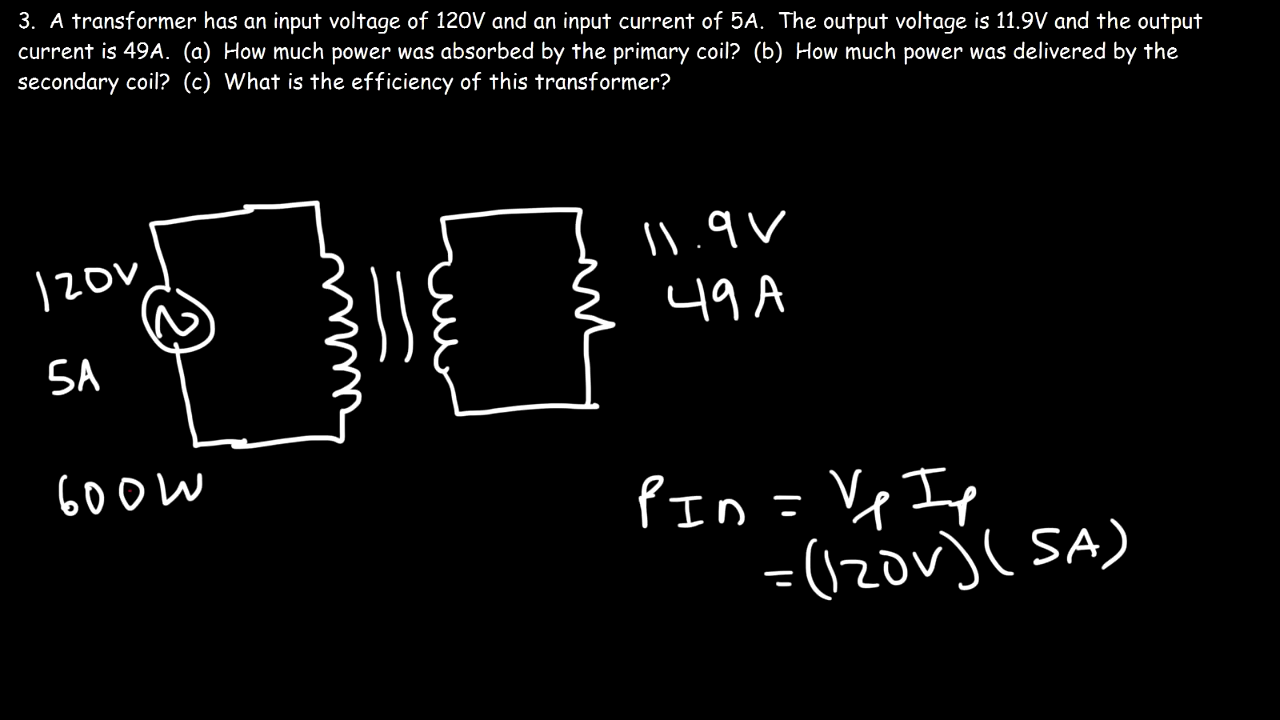 3. A transformer has an input voltage of 120V and an input current of 5A. The output voltage is 11.9V and the output
current is 49A. (a) How much power was absorbed by the primary coil? (b) How much power was delivered by the
secondary coil? (c) What is the efficiency of this transformer?
11.9V
120V
49A
5A
600W
PIn = Vp Ip
= (120V)(5A)